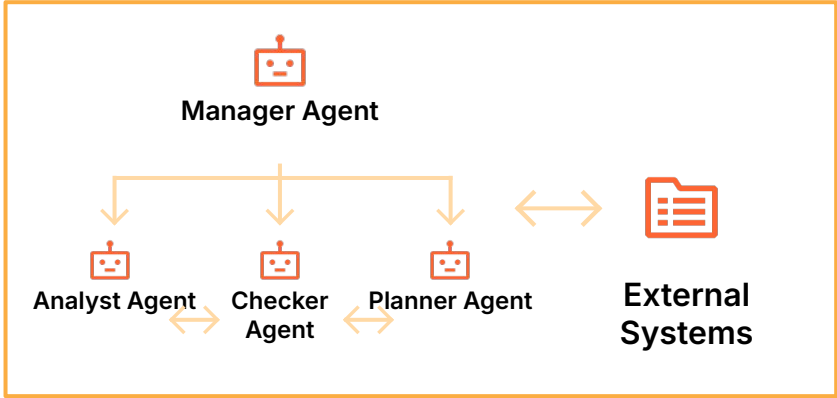 Manager Agent
Analyst Agent
Checker
Agent
Planner Agent
External
Systems